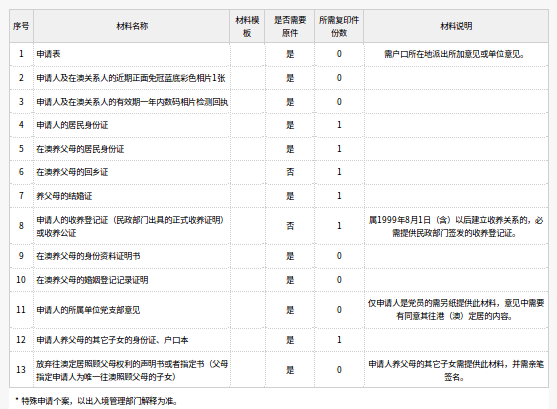 序号 材料名称 材料模板 是否需要原件 所需复印件份数 材料说明
1 申请表 是 0 需户口所在地派出所加意见或单位意见。
2 申请人及在澳关系人的近期正面免冠蓝底彩色相片1张 是 0
3 申请人及在澳关系人的有效期一年内数码相片检测回执 是 0
4 申请人的居民身份证 是 1
5 在澳养父母的居民身份证 是 1
6 在澳养父母的回乡证 否 1
7 养父母的结婚证 是 1
8 申请人的收养登记证（民政部门出具的正式收养证明）或收养公证 否 1 属1999年8月1日（含）以后建立收养关系的，必需提供民政部门签发的收养登记证。
9 在澳养父母的身份资料证明书 是 0
10 在澳养父母的婚姻登记记录证明 是 0
11 申请人的所属单位党支部意见 是 0 仅申请人是党员的需另纸提供此材料，意见中需要有同意其往港（澳）定居的内容。
12 申请人养父母的其它子女的身份证、户口本 是 1
13 放弃往澳定居照顾父母权利的声明书或者指定书（父母指定申请人为唯一往澳照顾父母的子女） 是 0 申请人养父母的其它子女需提供此材料，并需亲笔签名。
* 特殊申请个案，以出入境管理部门解释为准。